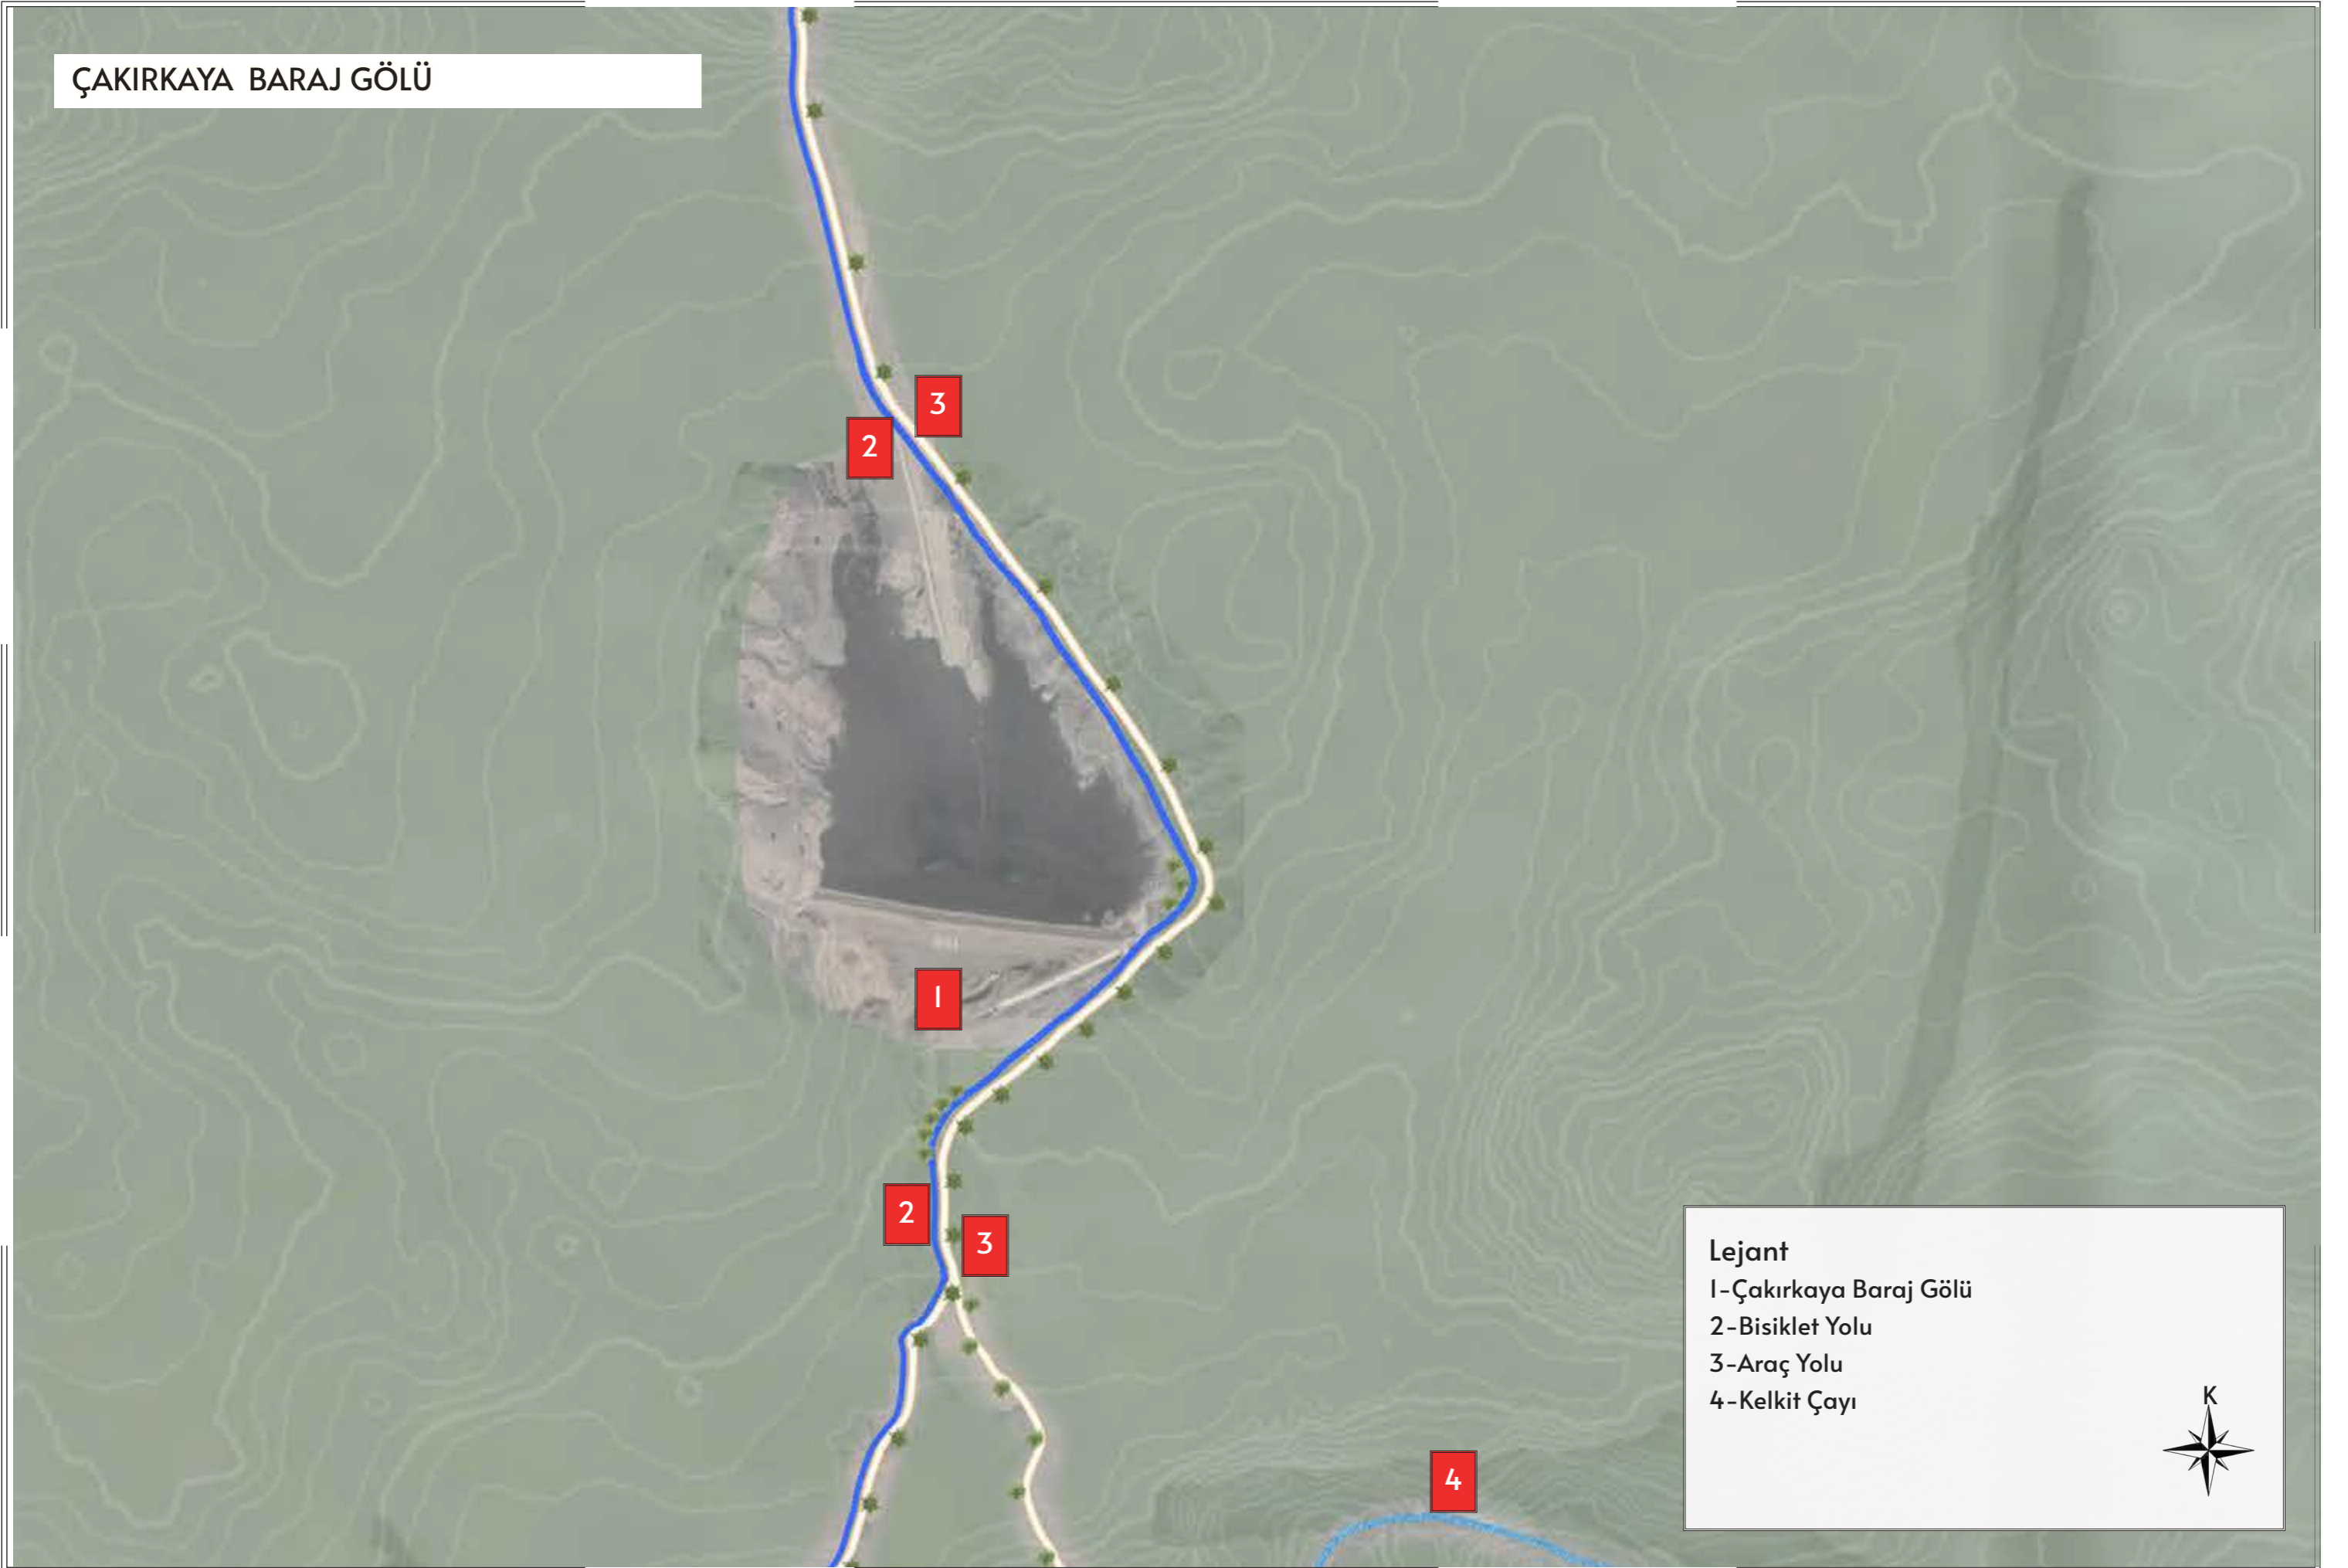 ÇAKIRKAYA BARAJ GÖLÜ
3
2
1
2
3
4
Lejant
1-Çakırkaya Baraj Gölü
2-Bisiklet Yolu
3-Araç Yolu
4-Kelkit Çayı
K